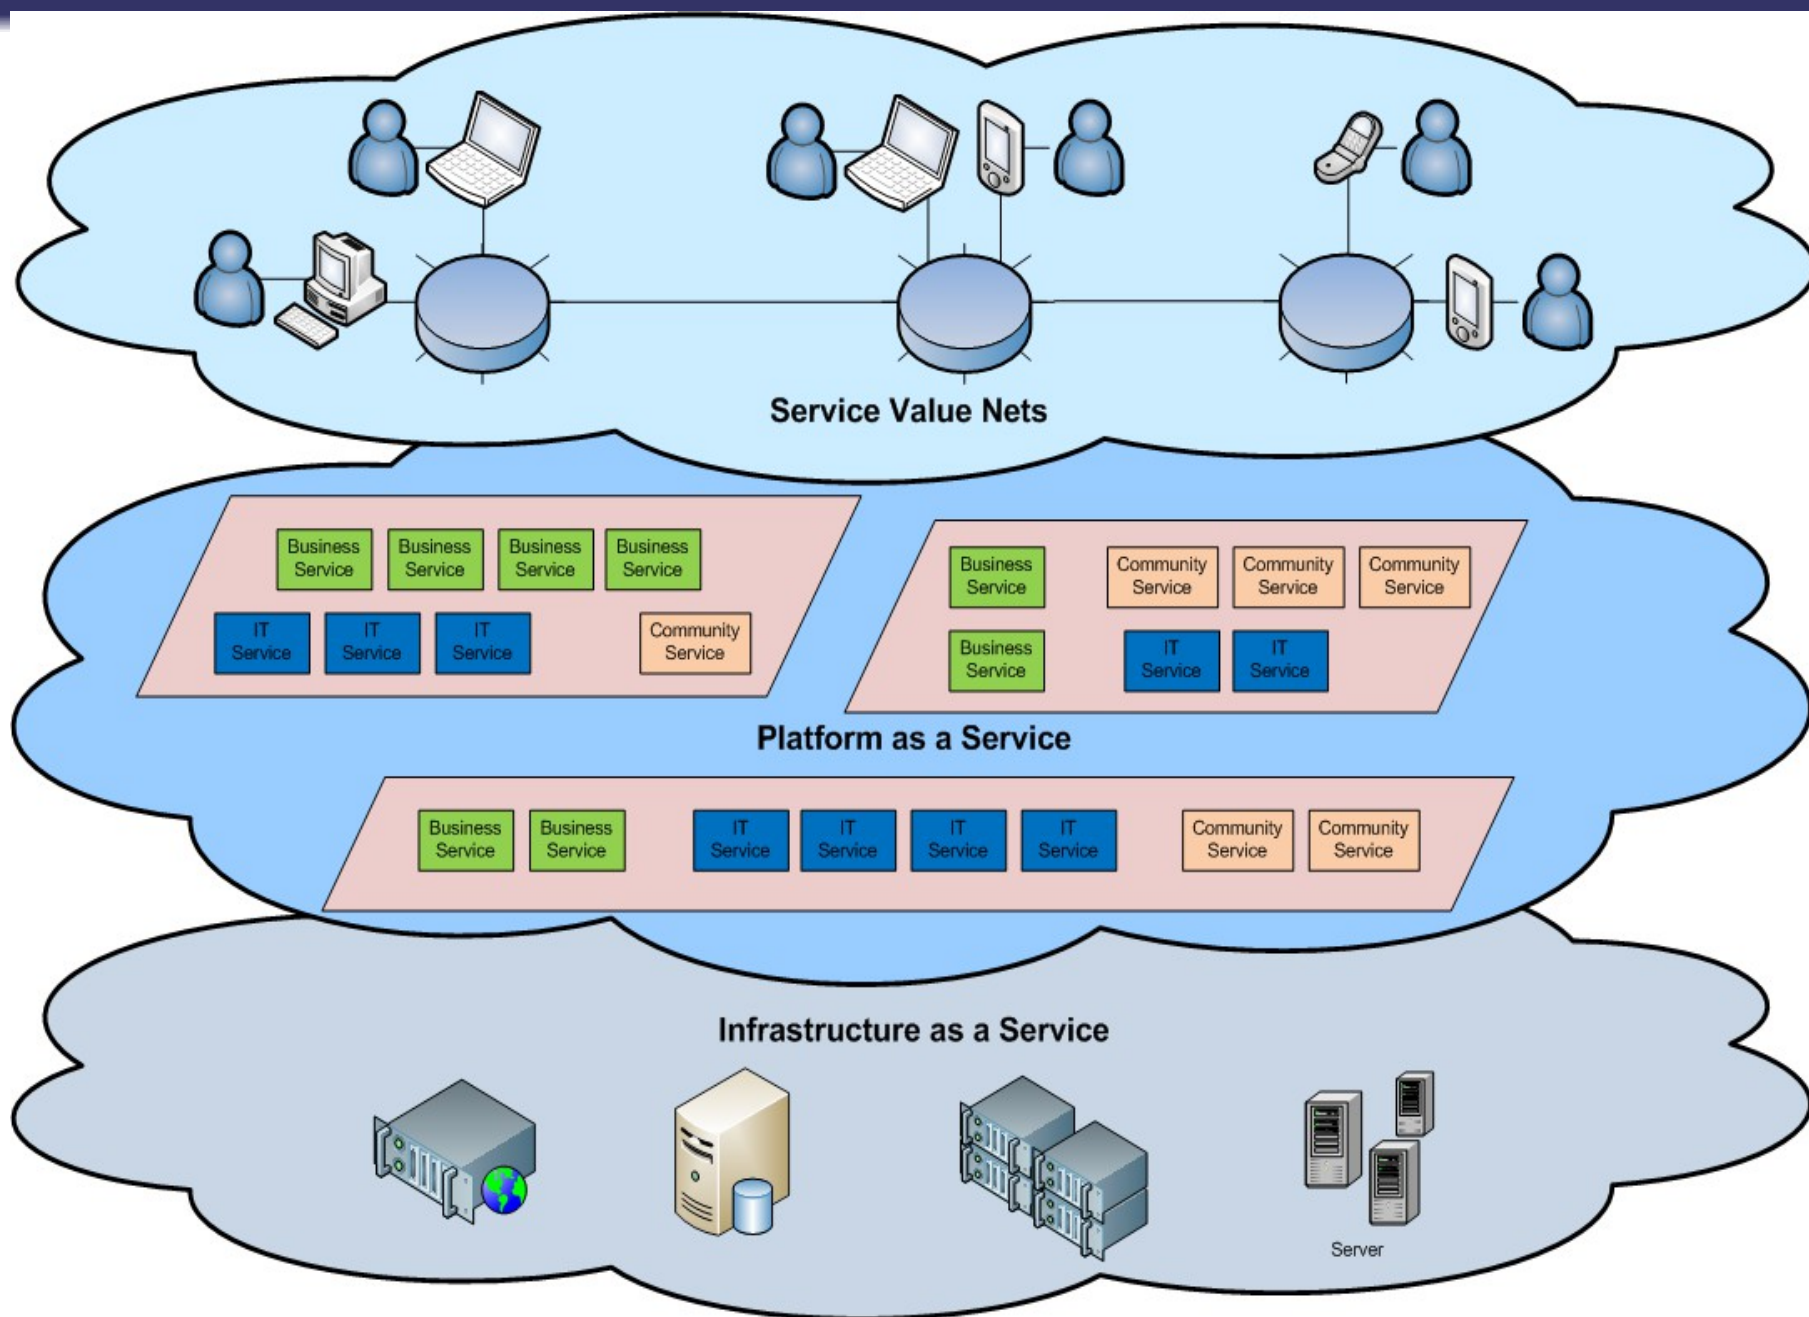 Service Value Nets
Business Business Business Business
Service Service Service Service
IT IT IT Community
Service Service Service Service
Business Community Community Community
Service Service Service Service
Business IT IT
Service Service Service
Platform as a Service
Business Business IT IT IT IT Community Community
Service Service Service Service Service Service Service Service
Infrastructure as a Service
Server